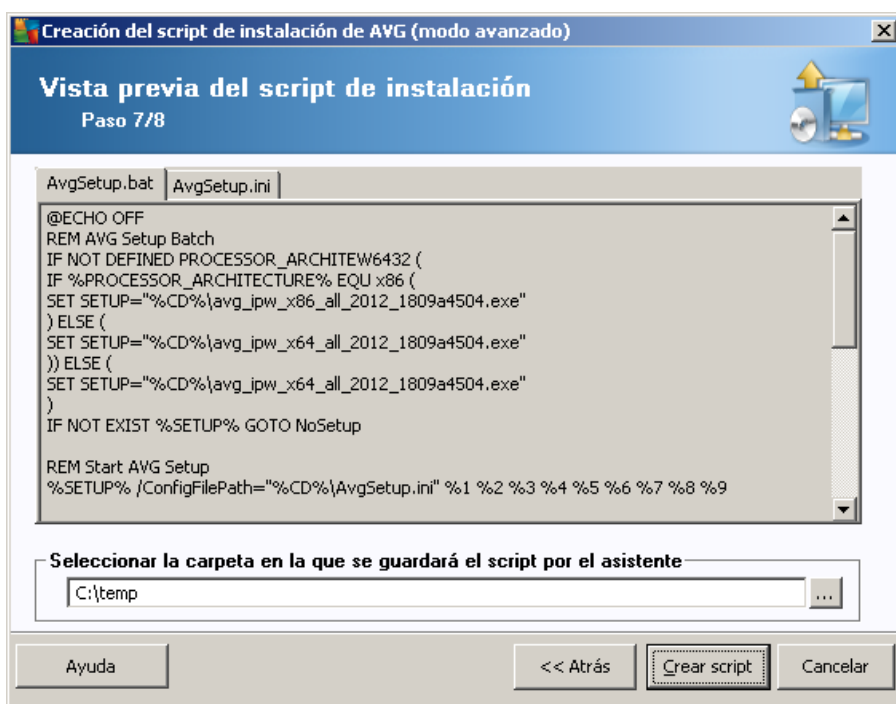 Creación del script de instalación de AVG (modo avanzado)
Vista previa del script de instalación
Paso 7/8
AvgSetup.bat
AvgSetup.ini
@ECHO OFF
REM AVG Setup Batch
IF NOT DEFINED PROCESSOR_ARCHITEW6432 (
IF %PROCESSOR_ARCHITECTURE% EQU x86 (
SET SETUP="%CD%\avg_ipw_x86_all_2012_1809a4504.exe"
) ELSE (
SET SETUP="%CD%\avg_ipw_x64_all_2012_1809a4504.exe"
)) ELSE (
SET SETUP="%CD%\avg_ipw_x64_all_2012_1809a4504.exe"
)
IF NOT EXIST %SETUP% GOTO NoSetup
REM Start AVG Setup
%SETUP% /ConfigFilePath="%CD%\AvgSetup.ini" %1 %2 %3 %4 %5 %6 %7 %8 %9
Seleccionar la carpeta en la que se guardará el script por el asistente
C:\temp
...
Ayuda
<< Atrás
Crear script
Cancelar